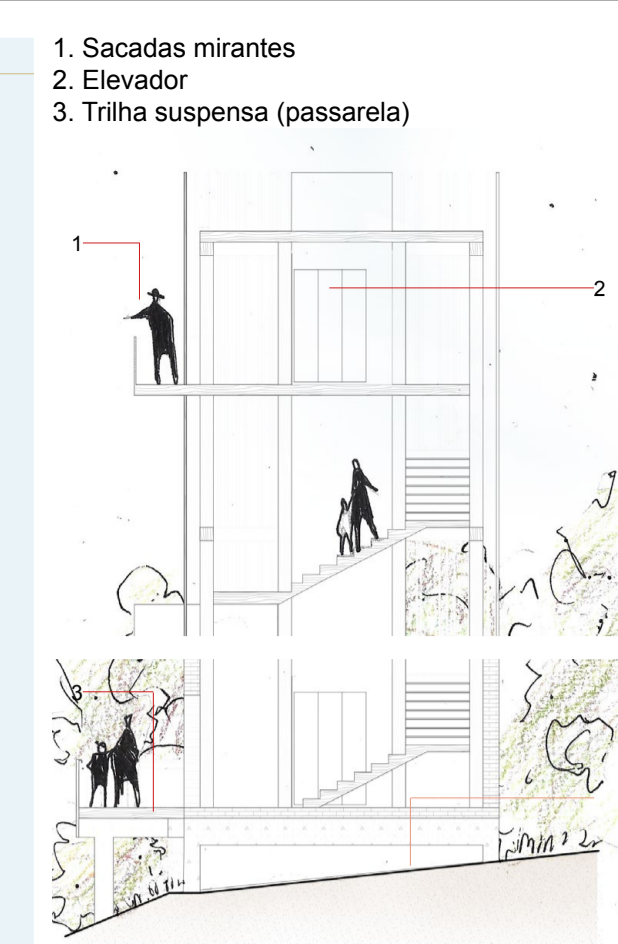 1. Sacadas mirantes
2. Elevador
3. Trilha suspensa (passarela)
1
2
3